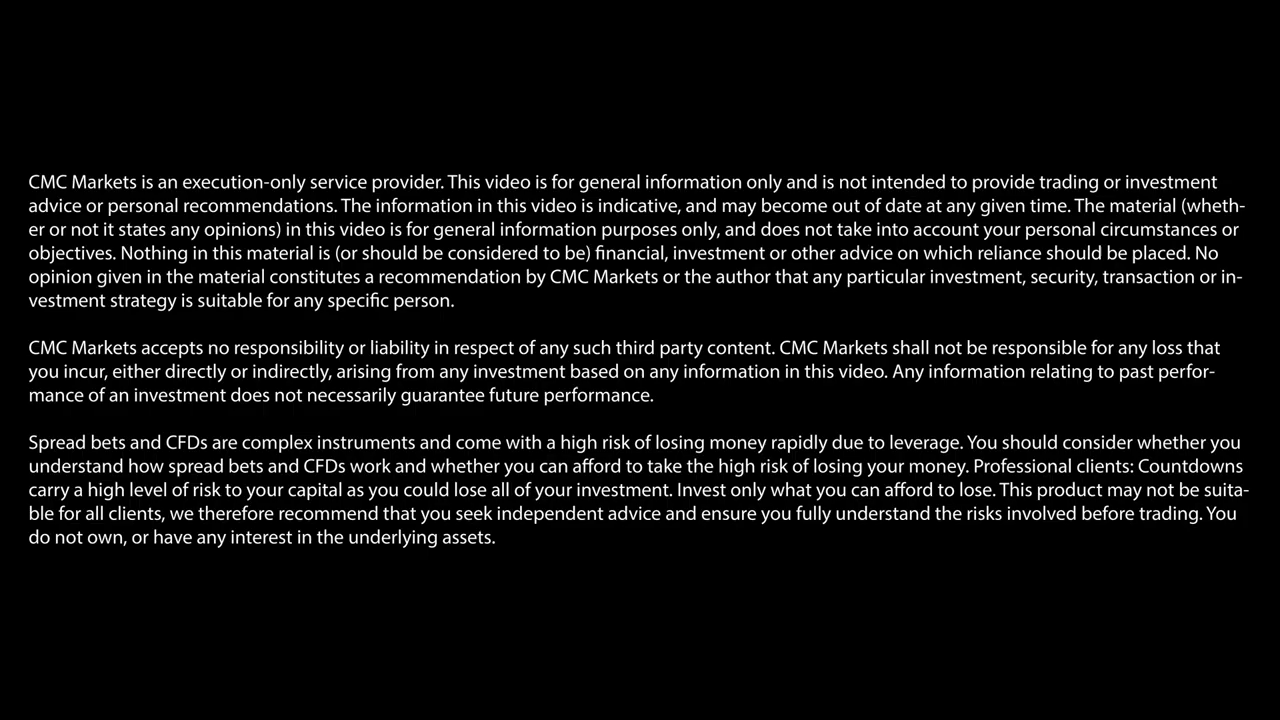 CMC Markets is an execution-only service provider. This video is for general information only and is not intended to provide trading or investment
advice or personal recommendations. The information in this video is indicative, and may become out of date at any given time. The material (wheth-
er or not it states any opinions) in this video is for general information purposes only, and does not take into account your personal circumstances or
objectives. Nothing in this material is (or should be considered to be) financial, investment or other advice on which reliance should be placed. No
opinion given in the material constitutes a recommendation by CMC Markets or the author that any particular investment, security, transaction or in-
vestment strategy is suitable for any specific person.
CMC Markets accepts no responsibility or liability in respect of any such third party content. CMC Markets shall not be responsible for any loss that
you incur, either directly or indirectly, arising from any investment based on any information in this video. Any information relating to past perfor-
mance of an investment does not necessarily guarantee future performance.
Spread bets and CFDs are complex instruments and come with a high risk of losing money rapidly due to leverage. You should consider whether you
understand how spread bets and CFDs work and whether you can afford to take the high risk of losing your money. Professional clients: Countdowns
carry a high level of risk to your capital as you could lose all of your investment. Invest only what you can afford to lose. This product may not be suita-
ble for all clients, we therefore recommend that you seek independent advice and ensure you fully understand the risks involved before trading. You
do not own, or have any interest in the underlying assets.